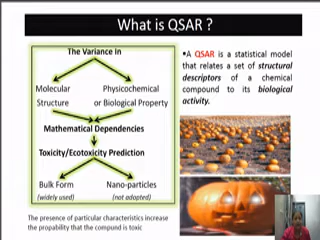 What is QSAR ?
The Variance in
Molecular
Structure
Physicochemical
or Biological Property
Mathematical Dependencies
Toxicity/Ecotoxicity Prediction
Bulk Form
(widely used)
Nano-particles
(not adopted)
The presence of particular characteristics increase
the propability that the compund is toxic
•A QSAR is a statistical model
that relates a set of structural
descriptors of a chemical
compound to its biological
activity.